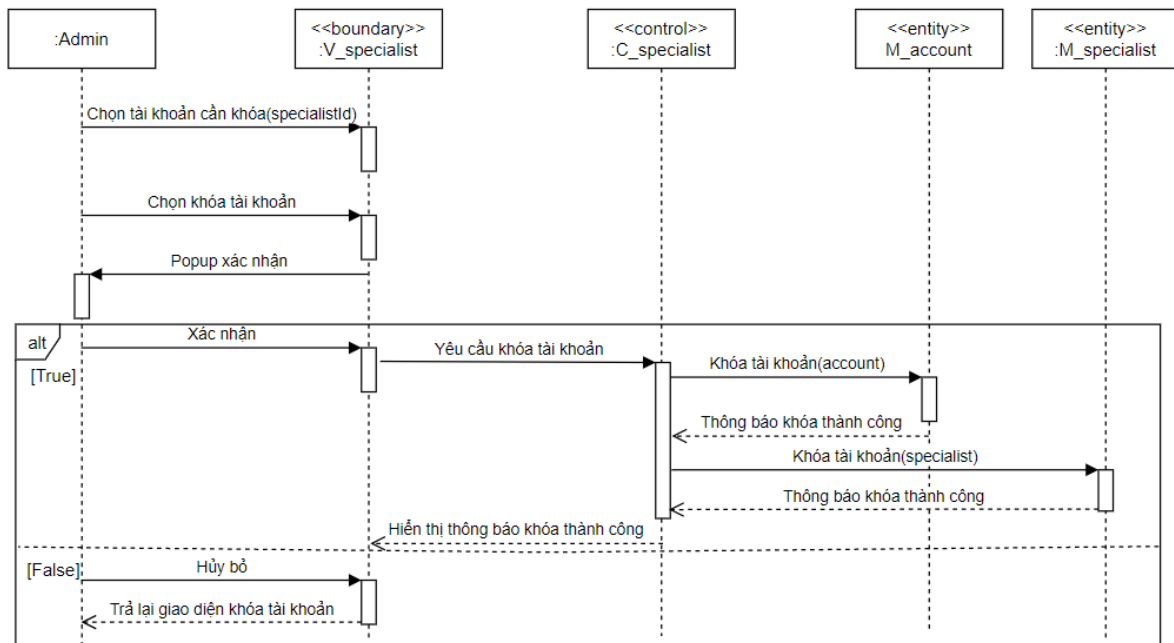 :Admin
<<boundary>>
:V_specialist
<<control>>
:C_specialist
<<entity>>
M_account
<<entity>>
:M_specialist
Chọn tài khoản cần khóa(specialistId)
Chọn khóa tài khoản
Popup xác nhận
alt
Xác nhận
[True]
Yêu cầu khóa tài khoản
Khóa tài khoản(account)
Thông báo khóa thành công
Khóa tài khoản(specialist)
Thông báo khóa thành công
Hiển thị thông báo khóa thành công
[False]
Hủy bỏ
Trả lại giao diện khóa tài khoản